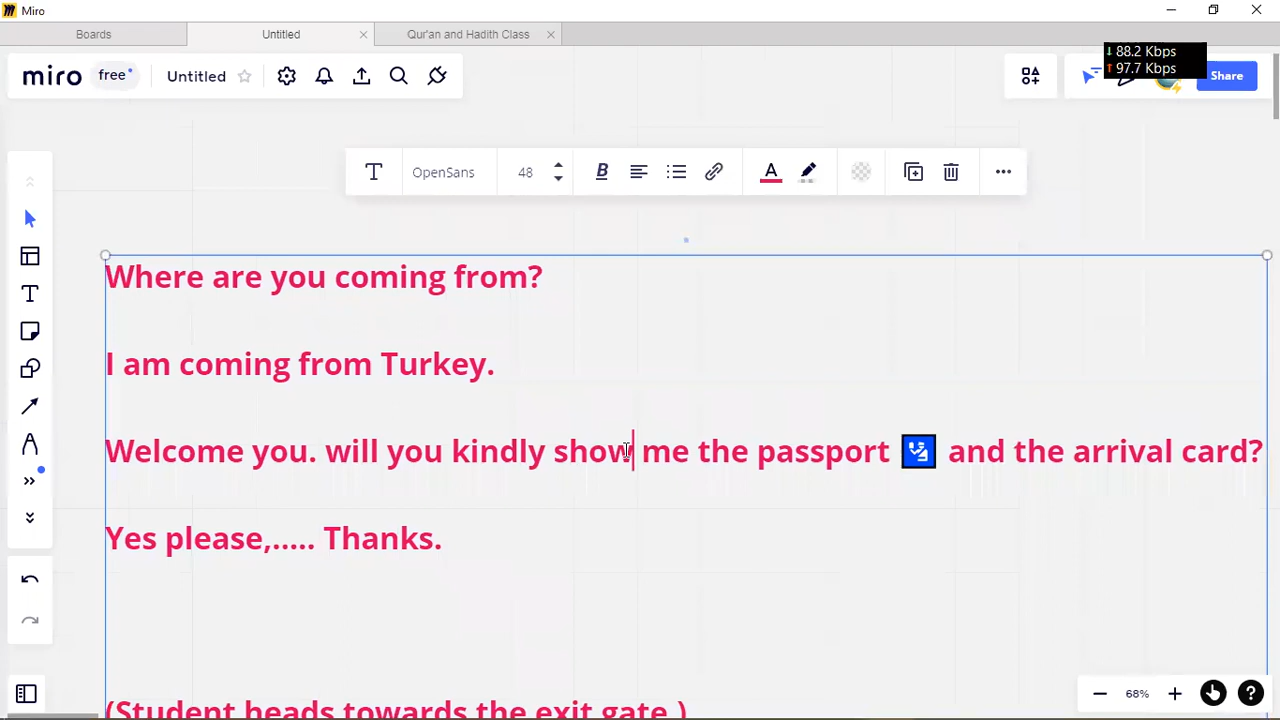 Miro
Boards
Untitled
Qur'an and Hadith Class
88.2 Kbps
97.7 Kbps
miro
free
Untitled
Share
OpenSans
48
B
A
Where are you coming from?
I am coming from Turkey.
Welcome you. will you kindly show me the passport and the arrival card?
Yes please,..... Thanks.
(Student heads towards the exit gate.)
68%